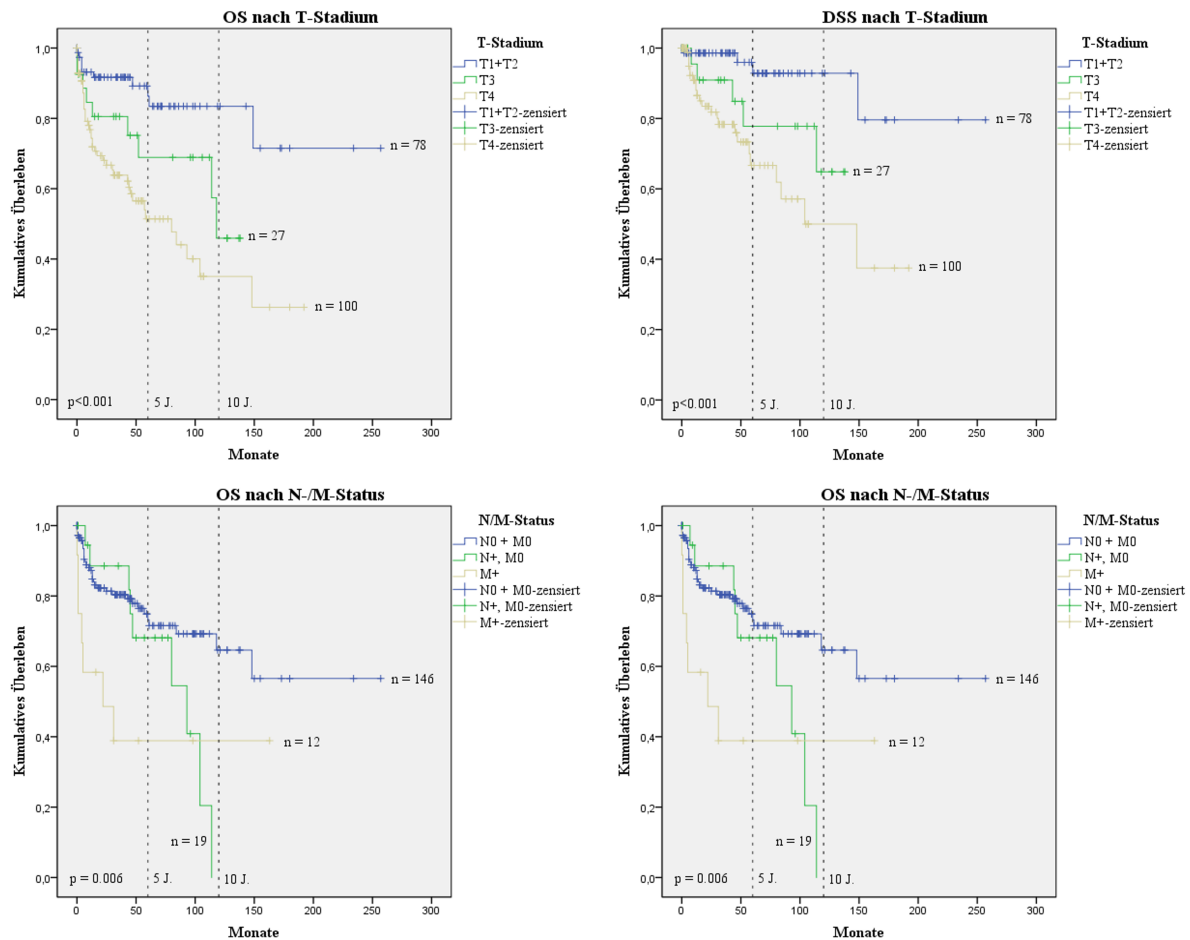 OS nach T-Stadium
Kumulatives Überleben
1,0
0,8
0,6
0,4
0,2
0,0
n = 78
n = 27
n = 100
p<0.001
5 J.
10 J.
0 50 100 150 200 250 300
Monate
T-Stadium
T1+T2
T3
T4
T1+T2-zensiert
T3-zensiert
T4-zensiert
DSS nach T-Stadium
Kumulatives Überleben
1,0
0,8
0,6
0,4
0,2
0,0
n = 78
n = 27
n = 100
p<0.001
5 J.
10 J.
0 50 100 150 200 250 300
Monate
T-Stadium
T1+T2
T3
T4
T1+T2-zensiert
T3-zensiert
T4-zensiert
OS nach N-/M-Status
Kumulatives Überleben
1,0
0,8
0,6
0,4
0,2
0,0
n = 146
n = 12
n = 19
p = 0.006
5 J.
10 J.
0 50 100 150 200 250 300
Monate
N/M-Status
N0 + M0
N+, M0
M+
N0 + M0-zensiert
N+, M0-zensiert
M+-zensiert
OS nach N-/M-Status
Kumulatives Überleben
1,0
0,8
0,6
0,4
0,2
0,0
n = 146
n = 12
n = 19
p = 0.006
5 J.
10 J.
0 50 100 150 200 250 300
Monate
N/M-Status
N0 + M0
N+, M0
M+
N0 + M0-zensiert
N+, M0-zensiert
M+-zensiert